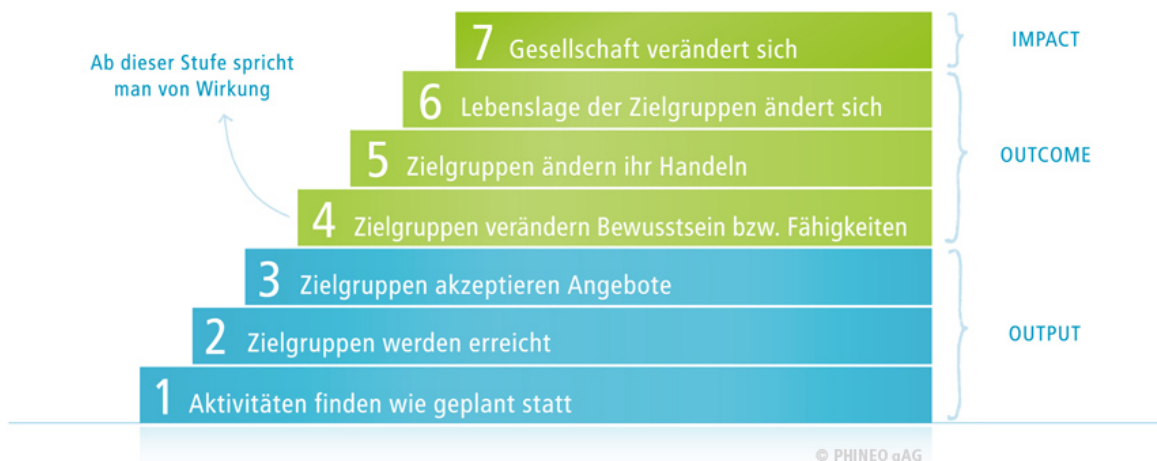 7 Gesellschaft verändert sich
IMPACT
Ab dieser Stufe spricht
man von Wirkung
6 Lebenslage der Zielgruppen ändert sich
5 Zielgruppen ändern ihr Handeln
OUTCOME
4 Zielgruppen verändern Bewusstsein bzw. Fähigkeiten
3 Zielgruppen akzeptieren Angebote
2 Zielgruppen werden erreicht
OUTPUT
1 Aktivitäten finden wie geplant statt
© PHINEO gAG